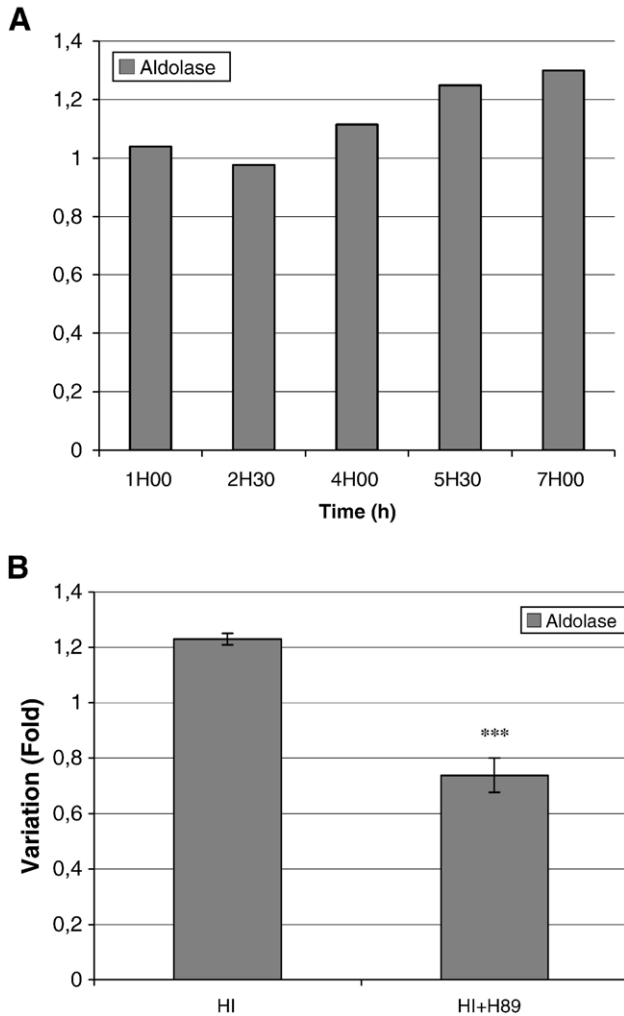 A
1,4
Aldolase
1,2
1
0,8
0,6
0,4
0,2
0
1H00 2H30 4H00 5H30 7H00
Time (h)
B
1,4
Aldolase
1,2
1
***
0,8
Variation (Fold)
0,6
0,4
0,2
0
HI HI+H89